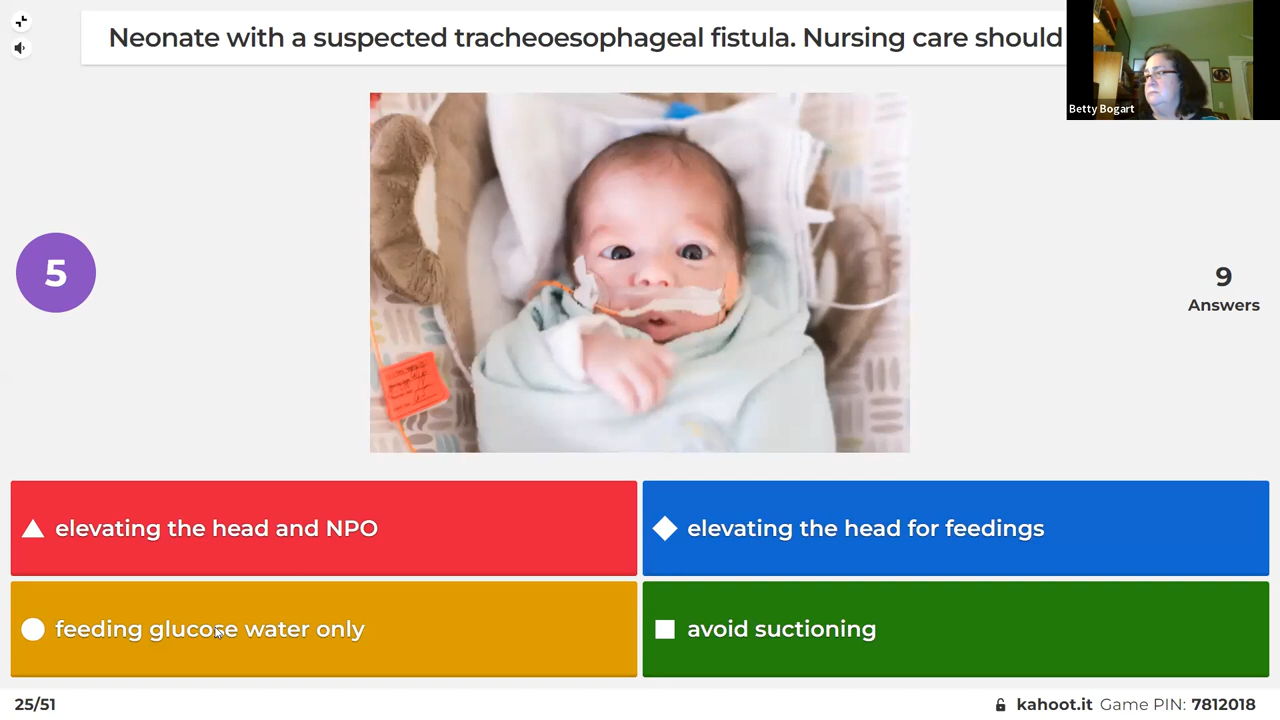 Neonate with a suspected tracheoesophageal fistula. Nursing care should
Betty Bogart
5
9
Answers
elevating the head and NPO
elevating the head for feedings
feeding glucose water only
avoid suctioning
25/51
kahoot.it Game PIN: 7812018